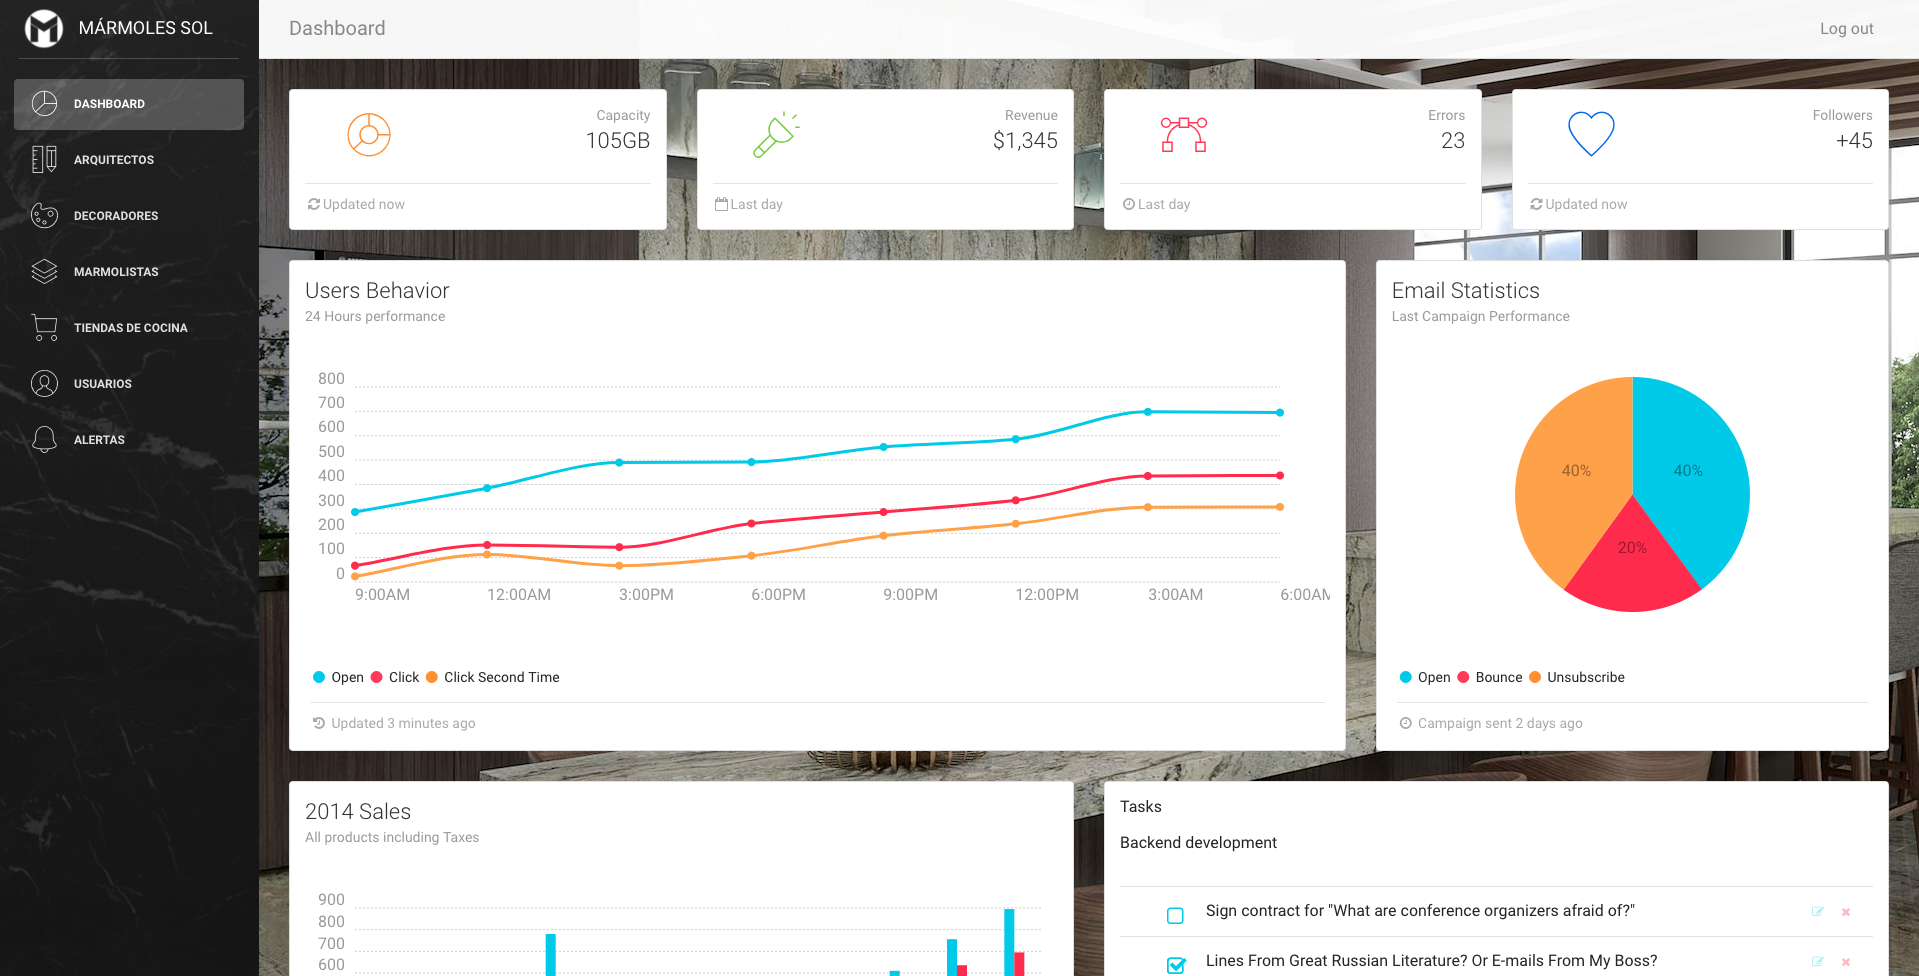 MÁRMOLES SOL
DASHBOARD
ARQUITECTOS
DECORADORES
MARMOLISTAS
TIENDAS DE COCINA
USUARIOS
ALERTAS
Dashboard
Log out
Capacity
105GB
Updated now
Revenue
$1,345
Last day
Errors
23
Last day
Followers
+45
Updated now
Users Behavior
24 Hours performance
800
700
600
500
400
300
200
100
0
9:00AM 12:00AM 3:00PM 6:00PM 9:00PM 12:00PM 3:00AM 6:00AM
Open Click Click Second Time
Updated 3 minutes ago
Email Statistics
Last Campaign Performance
40% 40%
20%
Open Bounce Unsubscribe
Campaign sent 2 days ago
2014 Sales
All products including Taxes
900
800
700
600
Tasks
Backend development
Sign contract for "What are conference organizers afraid of?"
Lines From Great Russian Literature? Or E-mails From My Boss?